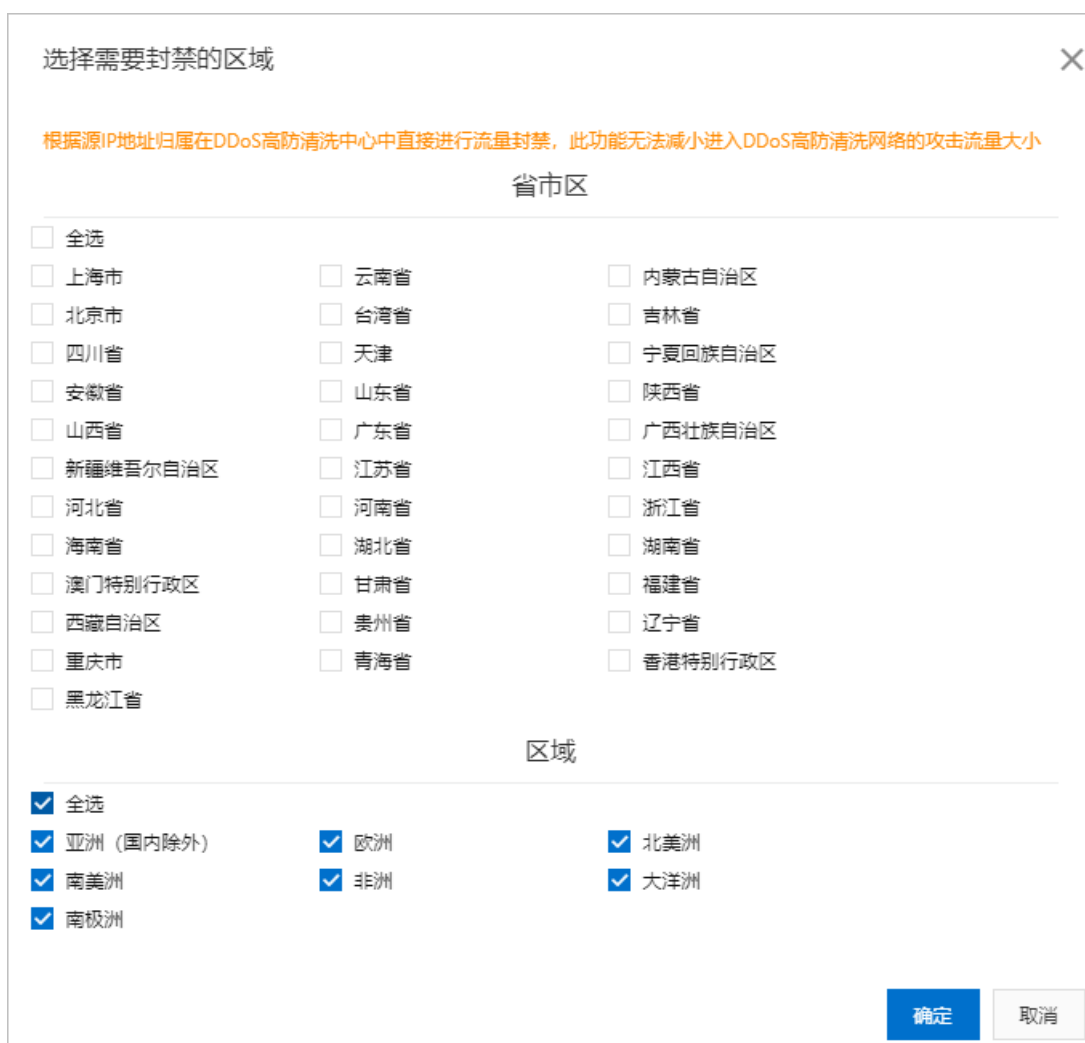 选择需要封禁的区域
根据源IP地址归属在DDoS高防清洗中心中直接进行流量封禁，此功能无法减小进入DDoS高防清洗网络的攻击流量大小
省市区
全选
上海市 云南省 内蒙古自治区
北京市 台湾省 吉林省
四川省 天津 宁夏回族自治区
安徽省 山东省 陕西省
山西省 广东省 广西壮族自治区
新疆维吾尔自治区 江苏省 江西省
河北省 河南省 浙江省
海南省 湖北省 湖南省
澳门特别行政区 甘肃省 福建省
西藏自治区 贵州省 辽宁省
重庆市 青海省 香港特别行政区
黑龙江省
区域
全选
亚洲（国内除外） 欧洲 北美洲
南美洲 非洲 大洋洲
南极洲
确定 取消